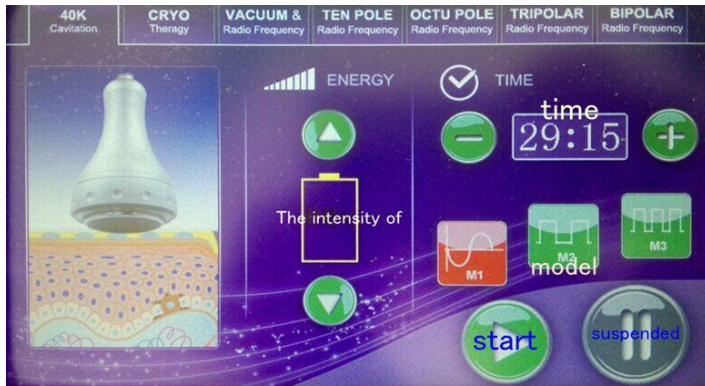 40K
Cavitation
CRYO
Theragy
VACUUM &
Radio Frequency
TEN POLE
Radio Frequency
OCTU POLE
Radio Frequency
TRIPOLAR
Radio Frequency
BIPOLAR
Radio Frequency
ENERGY
TIME
time
29:15
The intensity of
M1
M2
M3
model
start
suspended